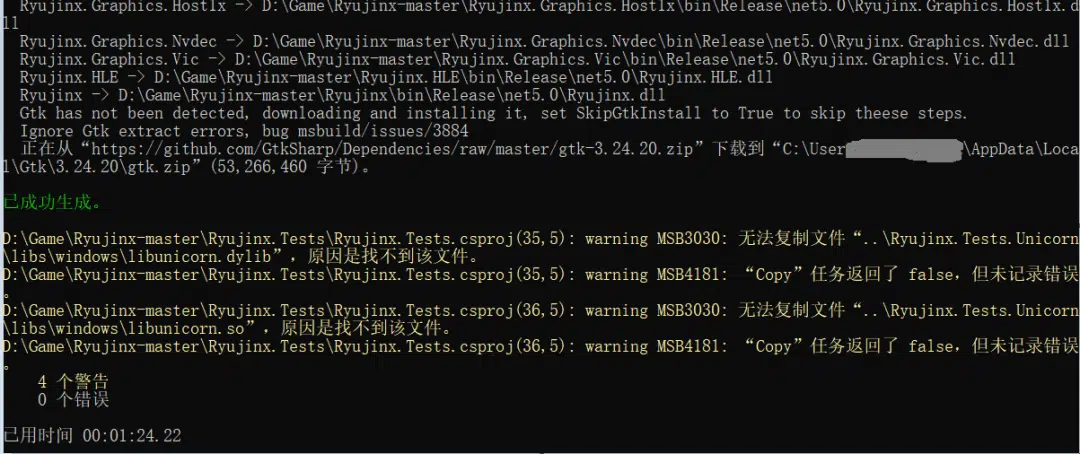 Ryujinx.Graphics.Host1x -> D:\Game\Ryujinx-master\Ryujinx.Graphics.Host1x\bin\Release\net5.0\Ryujinx.Graphics.Host1x.d
ll
Ryujinx.Graphics.Nvdec -> D:\Game\Ryujinx-master\Ryujinx.Graphics.Nvdec\bin\Release\net5.0\Ryujinx.Graphics.Nvdec.dll
Ryujinx.Graphics.Vic -> D:\Game\Ryujinx-master\Ryujinx.Graphics.Vic\bin\Release\net5.0\Ryujinx.Graphics.Vic.dll
Ryujinx.HLE -> D:\Game\Ryujinx-master\Ryujinx.HLE\bin\Release\net5.0\Ryujinx.HLE.dll
Ryujinx -> D:\Game\Ryujinx-master\Ryujinx\bin\Release\net5.0\Ryujinx.dll
Gtk has not been detected, downloading and installing it, set SkipGtkInstall to True to skip theese steps.
Ignore Gtk extract errors, bug msbuild/issues/3884
正在从“https://github.com/GtkSharp/Dependencies/raw/master/gtk-3.24.20.zip”下载到“C:\User \AppData\Loca
l\Gtk\3.24.20\gtk.zip”(53,266,460 字节)。
已成功生成。
D:\Game\Ryujinx-master\Ryujinx.Tests\Ryujinx.Tests.csproj(35,5): warning MSB3030: 无法复制文件“..\Ryujinx.Tests.Unicorn
\libs\windows\libunicorn.dylib”，原因是找不到该文件。
D:\Game\Ryujinx-master\Ryujinx.Tests\Ryujinx.Tests.csproj(35,5): warning MSB4181: “Copy”任务返回了 false，但未记录错误
。
D:\Game\Ryujinx-master\Ryujinx.Tests\Ryujinx.Tests.csproj(36,5): warning MSB3030: 无法复制文件“..\Ryujinx.Tests.Unicorn
\libs\windows\libunicorn.so”，原因是找不到该文件。
D:\Game\Ryujinx-master\Ryujinx.Tests\Ryujinx.Tests.csproj(36,5): warning MSB4181: “Copy”任务返回了 false，但未记录错误
。
4 个警告
0 个错误
已用时间 00:01:24.22